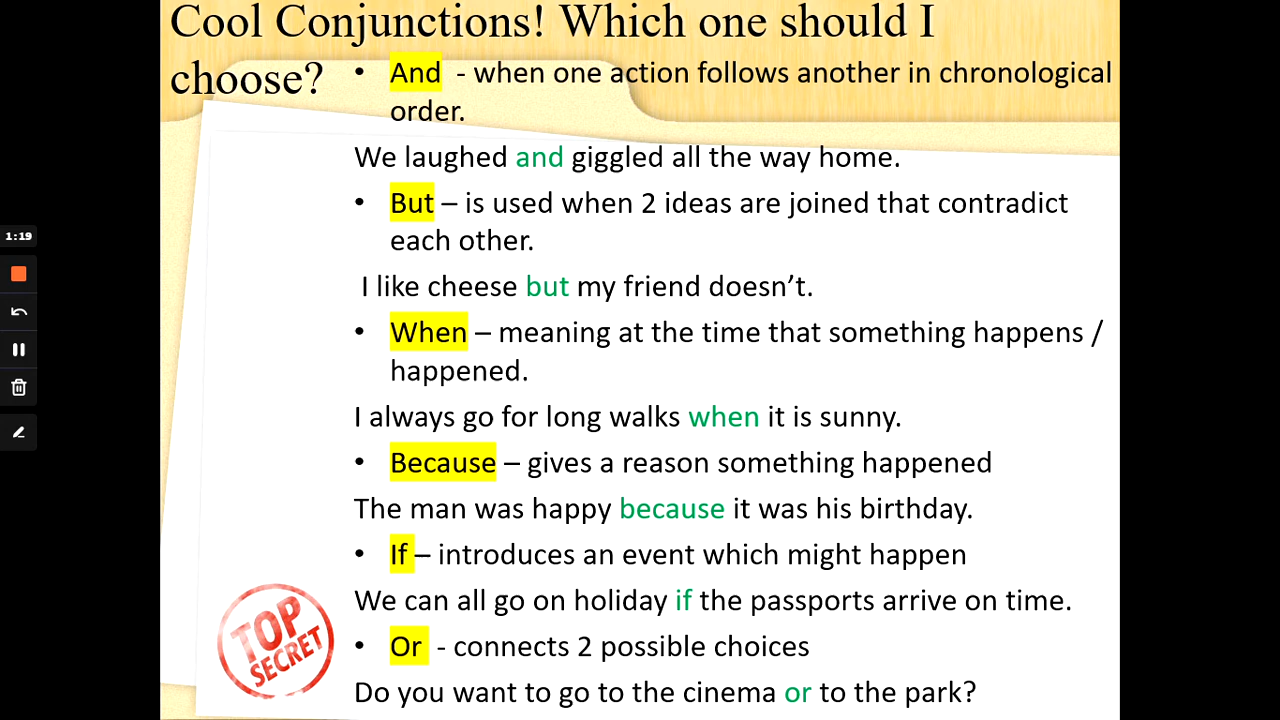 Cool Conjunctions! Which one should I
choose?
• And - when one action follows another in chronological
order.
We laughed and giggled all the way home.
• But – is used when 2 ideas are joined that contradict
each other.
I like cheese but my friend doesn’t.
• When – meaning at the time that something happens /
happened.
I always go for long walks when it is sunny.
• Because – gives a reason something happened
The man was happy because it was his birthday.
• If – introduces an event which might happen
We can all go on holiday if the passports arrive on time.
• Or - connects 2 possible choices
Do you want to go to the cinema or to the park?
TOP
SECRET
1:19